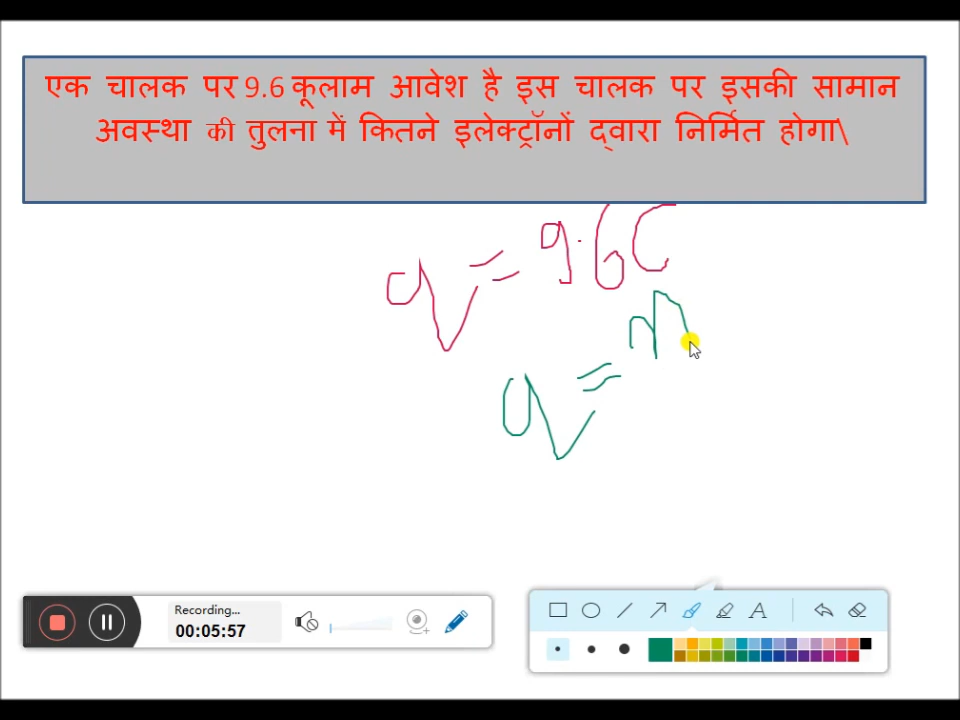 एक चालक पर 9.6 कूलाम आवेश है इस चालक पर इसकी सामान
अवस्था की तुलना में कितने इलेक्ट्रॉनों द्वारा निर्मित होगा\
q = 9.6C
q = n
Recording...
00:05:57
A